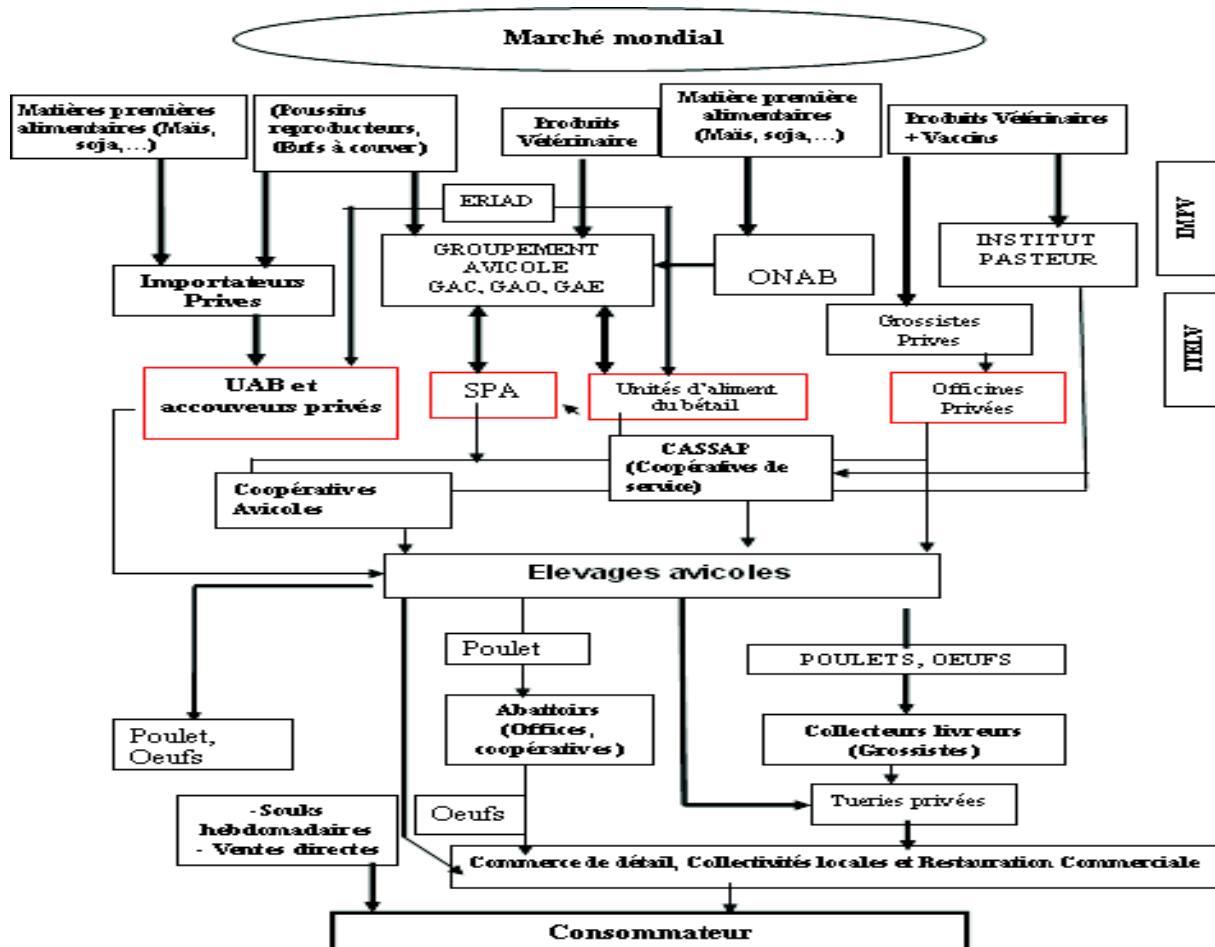 Marché mondial
Matières premières
alimentaires (Maïs,
soja,…)
(Poussins
reproducteurs,
Œufs à couver)
Produits
Vétérinaire
Matière première
alimentaires
(Maïs, soja,…)
Produits Vétérinaires
+ Vaccins
ERIAD
IMPV
GROUPEMENT
AVICOLE
GAC, GAO, GAE
ONAB
INSTITUT
PASTEUR
Importateurs
Prives
Grossistes
Prives
ITELV
UAB et
accouveurs privés
SPA
Unités d'aliment
du bétail
Officines
Privées
CASSAP
(Coopératives de
service)
Coopératives
Avicoles
Elevages avicoles
Poulet
POULETS, OEUFS
Poulet,
Oeufs
Abattoirs
(Offices,
coopératives)
Collecteurs livreurs
(Grossistes)
Tueries privées
- Souks
hebdomadaires
- Ventes directes
Oeufs
Commerce de détail, Collectivités locales et Restauration Commerciale
Consommateur